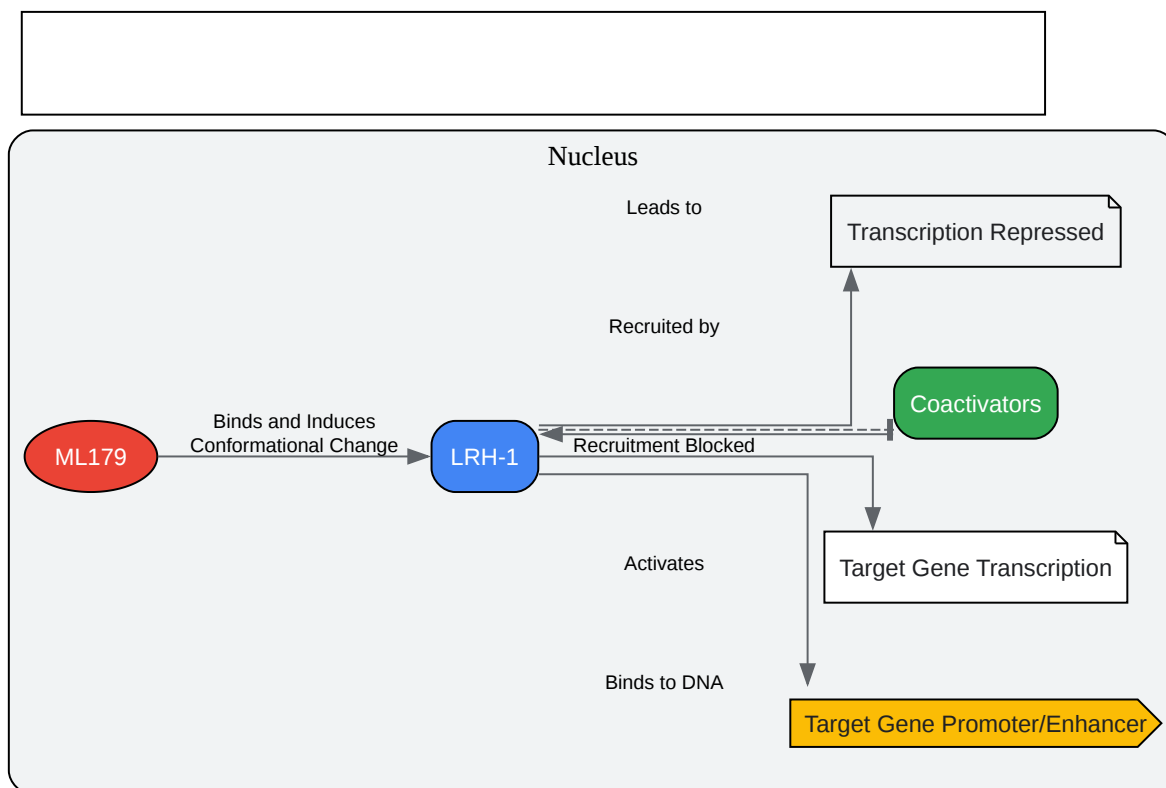 Nucleus
Leads to
Transcription Repressed
Recruited by
Coactivators
Binds and Induces
Conformational Change
ML179
LRH-1
Recruitment Blocked
Activates
Target Gene Transcription
Binds to DNA
Target Gene Promoter/Enhancer